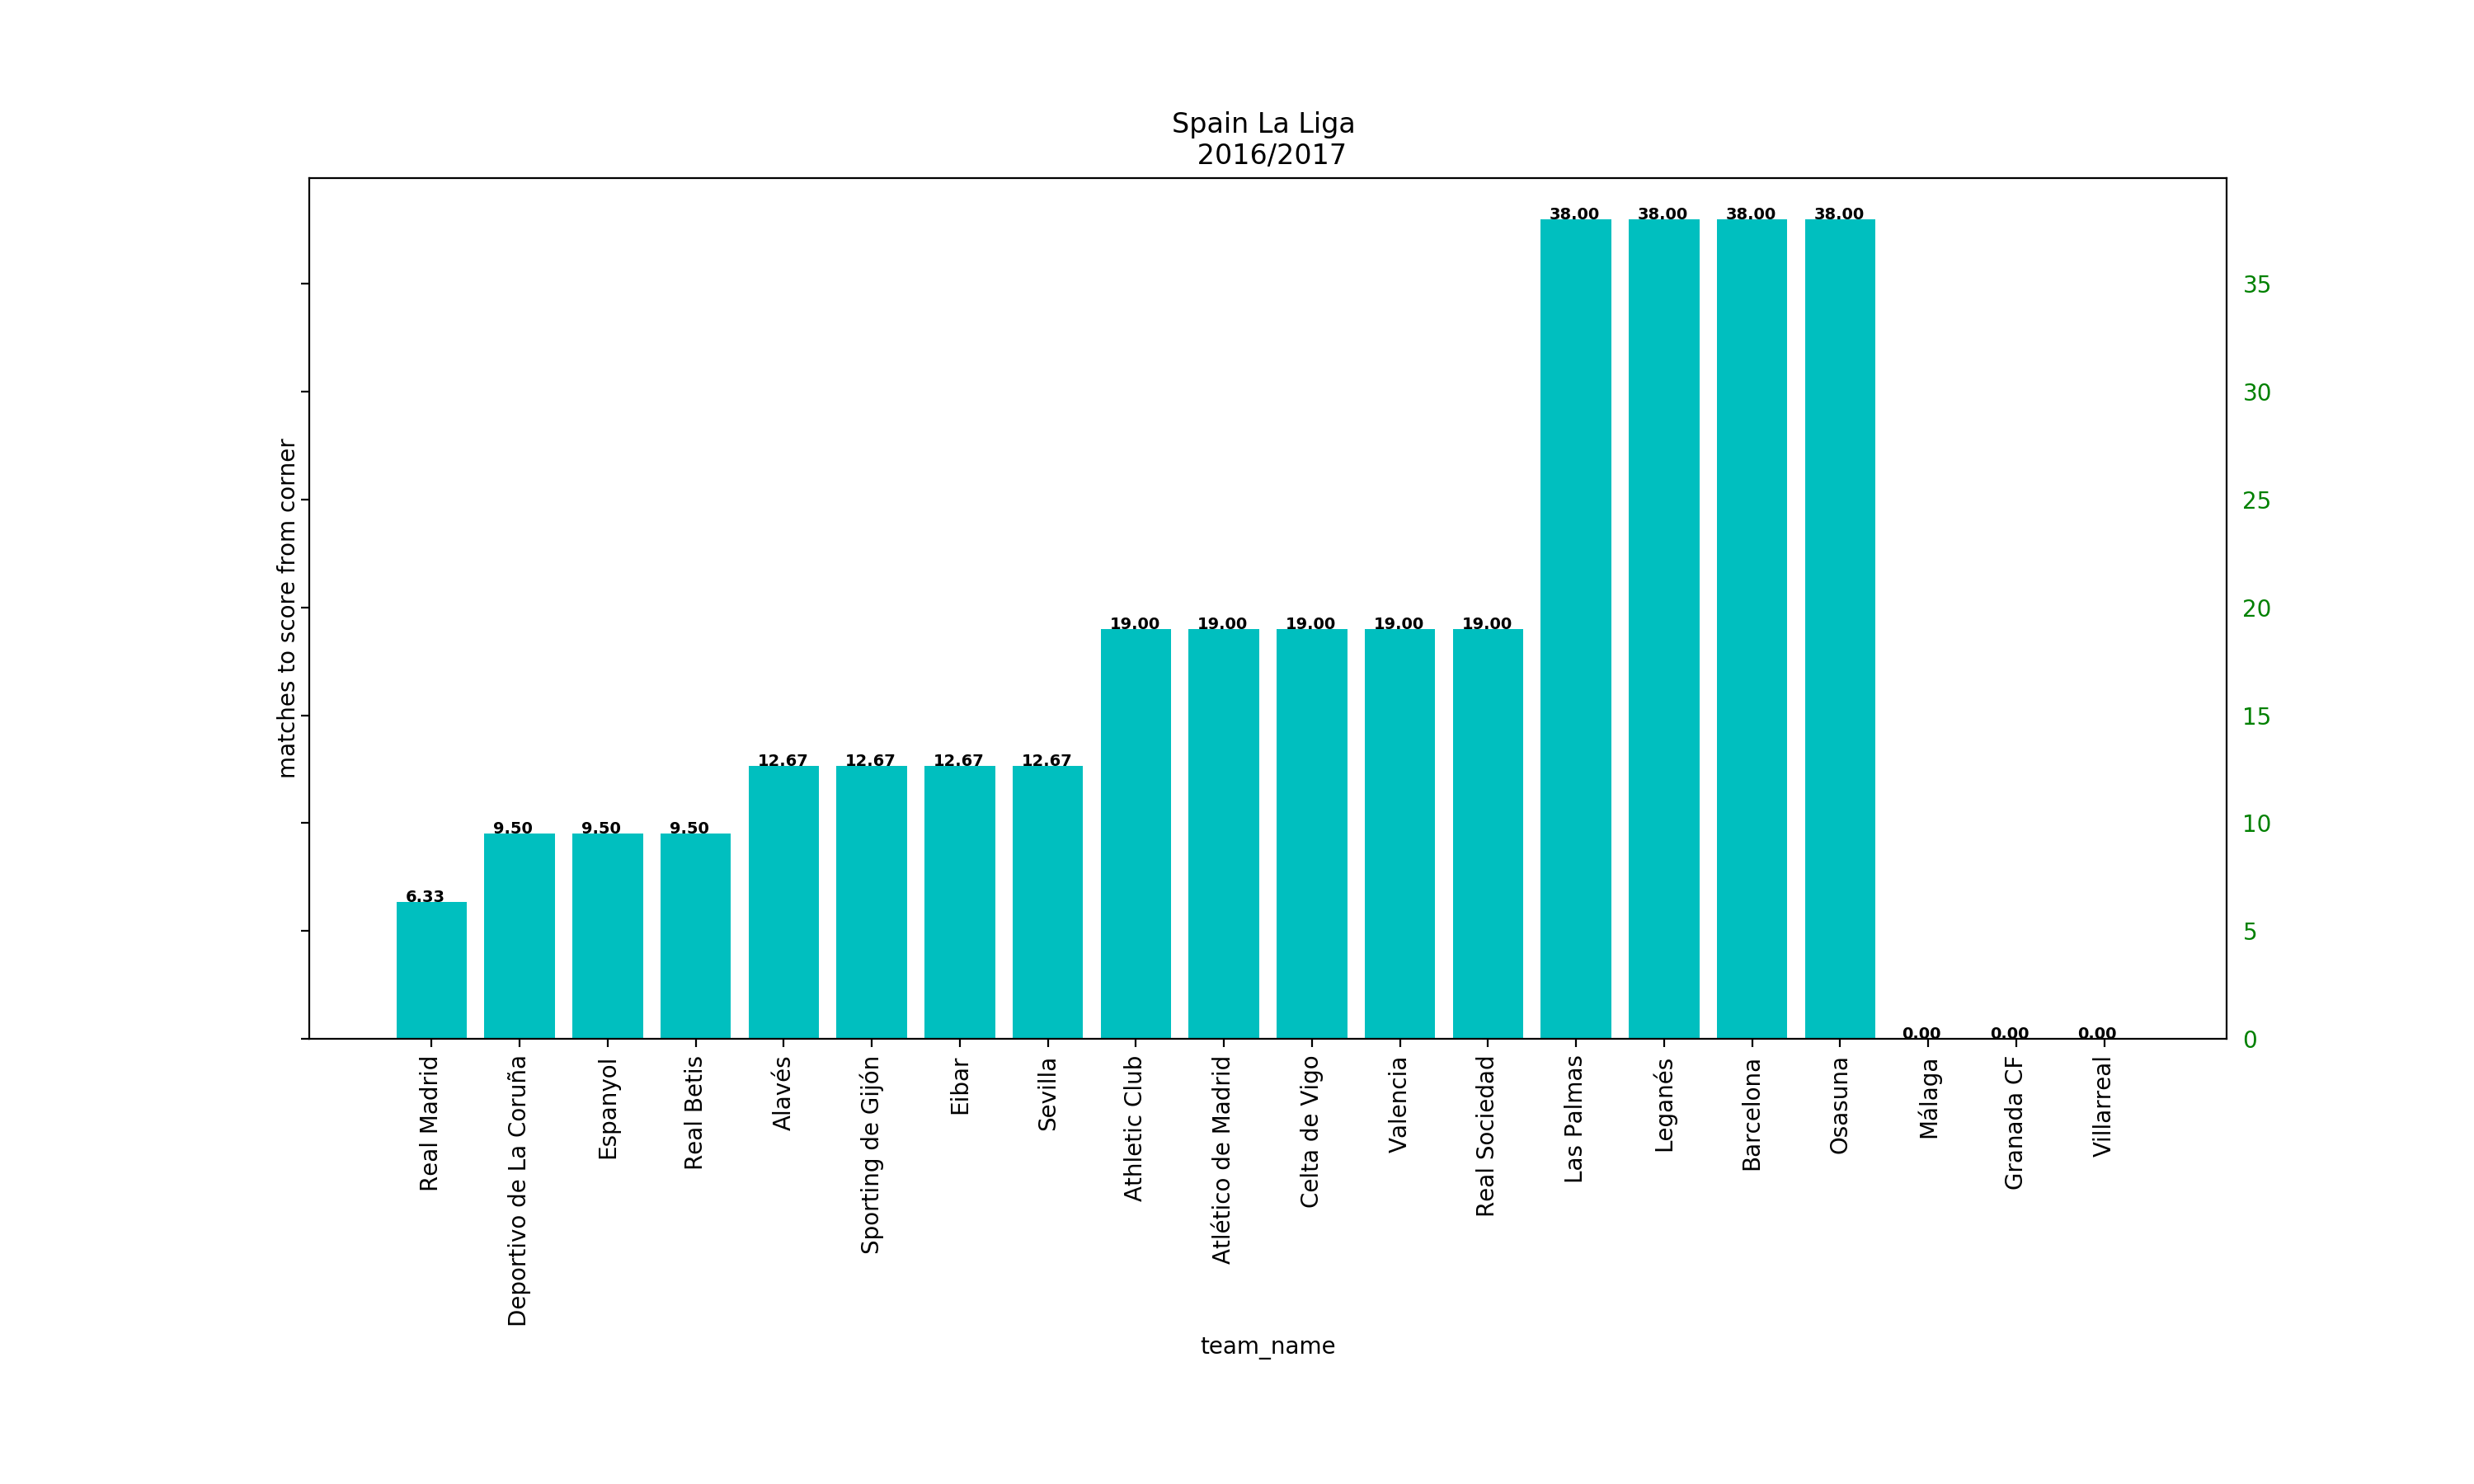 Spain La Liga
2016/2017
matches to score from corner
38.00 38.00 38.00 38.00
19.00 19.00 19.00 19.00 19.00
12.67 12.67 12.67 12.67
9.50 9.50 9.50
6.33
0.00 0.00 0.00
35
30
25
20
15
10
5
0
Real Madrid
Deportivo de La Coruña
Espanyol
Real Betis
Alavés
Sporting de Gijón
Eibar
Sevilla
Athletic Club
Atlético de Madrid
Celta de Vigo
Valencia
Real Sociedad
Las Palmas
Leganés
Barcelona
Osasuna
Málaga
Granada CF
Villarreal
team_name